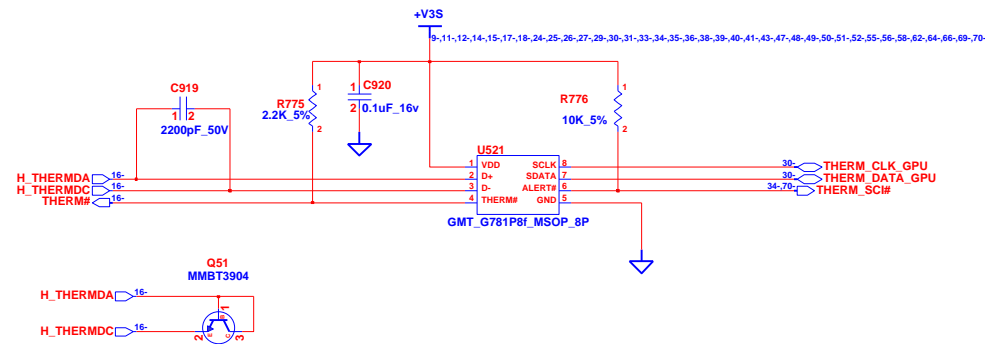 +V3S
9-,11-,12-,14-,15-,17-,18-,24-,25-,26-,27-,29-,30-,31-,33-,34-,35-,36-,38-,39-,40-,41-,43-,47-,48-,49-,50-,51-,52-,55-,56-,58-,62-,64-,66-,69-,70-
C919
1 2
2200pF_50V
R775
2.2K_5%
1
2
C920
1
2
0.1uF_16v
R776
10K_5%
1
2
U521
1 VDD SCLK 8
2 D+ SDATA 7
3 D- ALERT# 6
4 THERM# GND 5
GMT_G781P8f_MSOP_8P
H_THERMDA 16-
H_THERMDC 16-
THERM# 16-
30- THERM_CLK_GPU
30- THERM_DATA_GPU
34-,70- THERM_SCI#
Q51
MMBT3904
H_THERMDA 16-
H_THERMDC 16-
1
B
2 E C 3